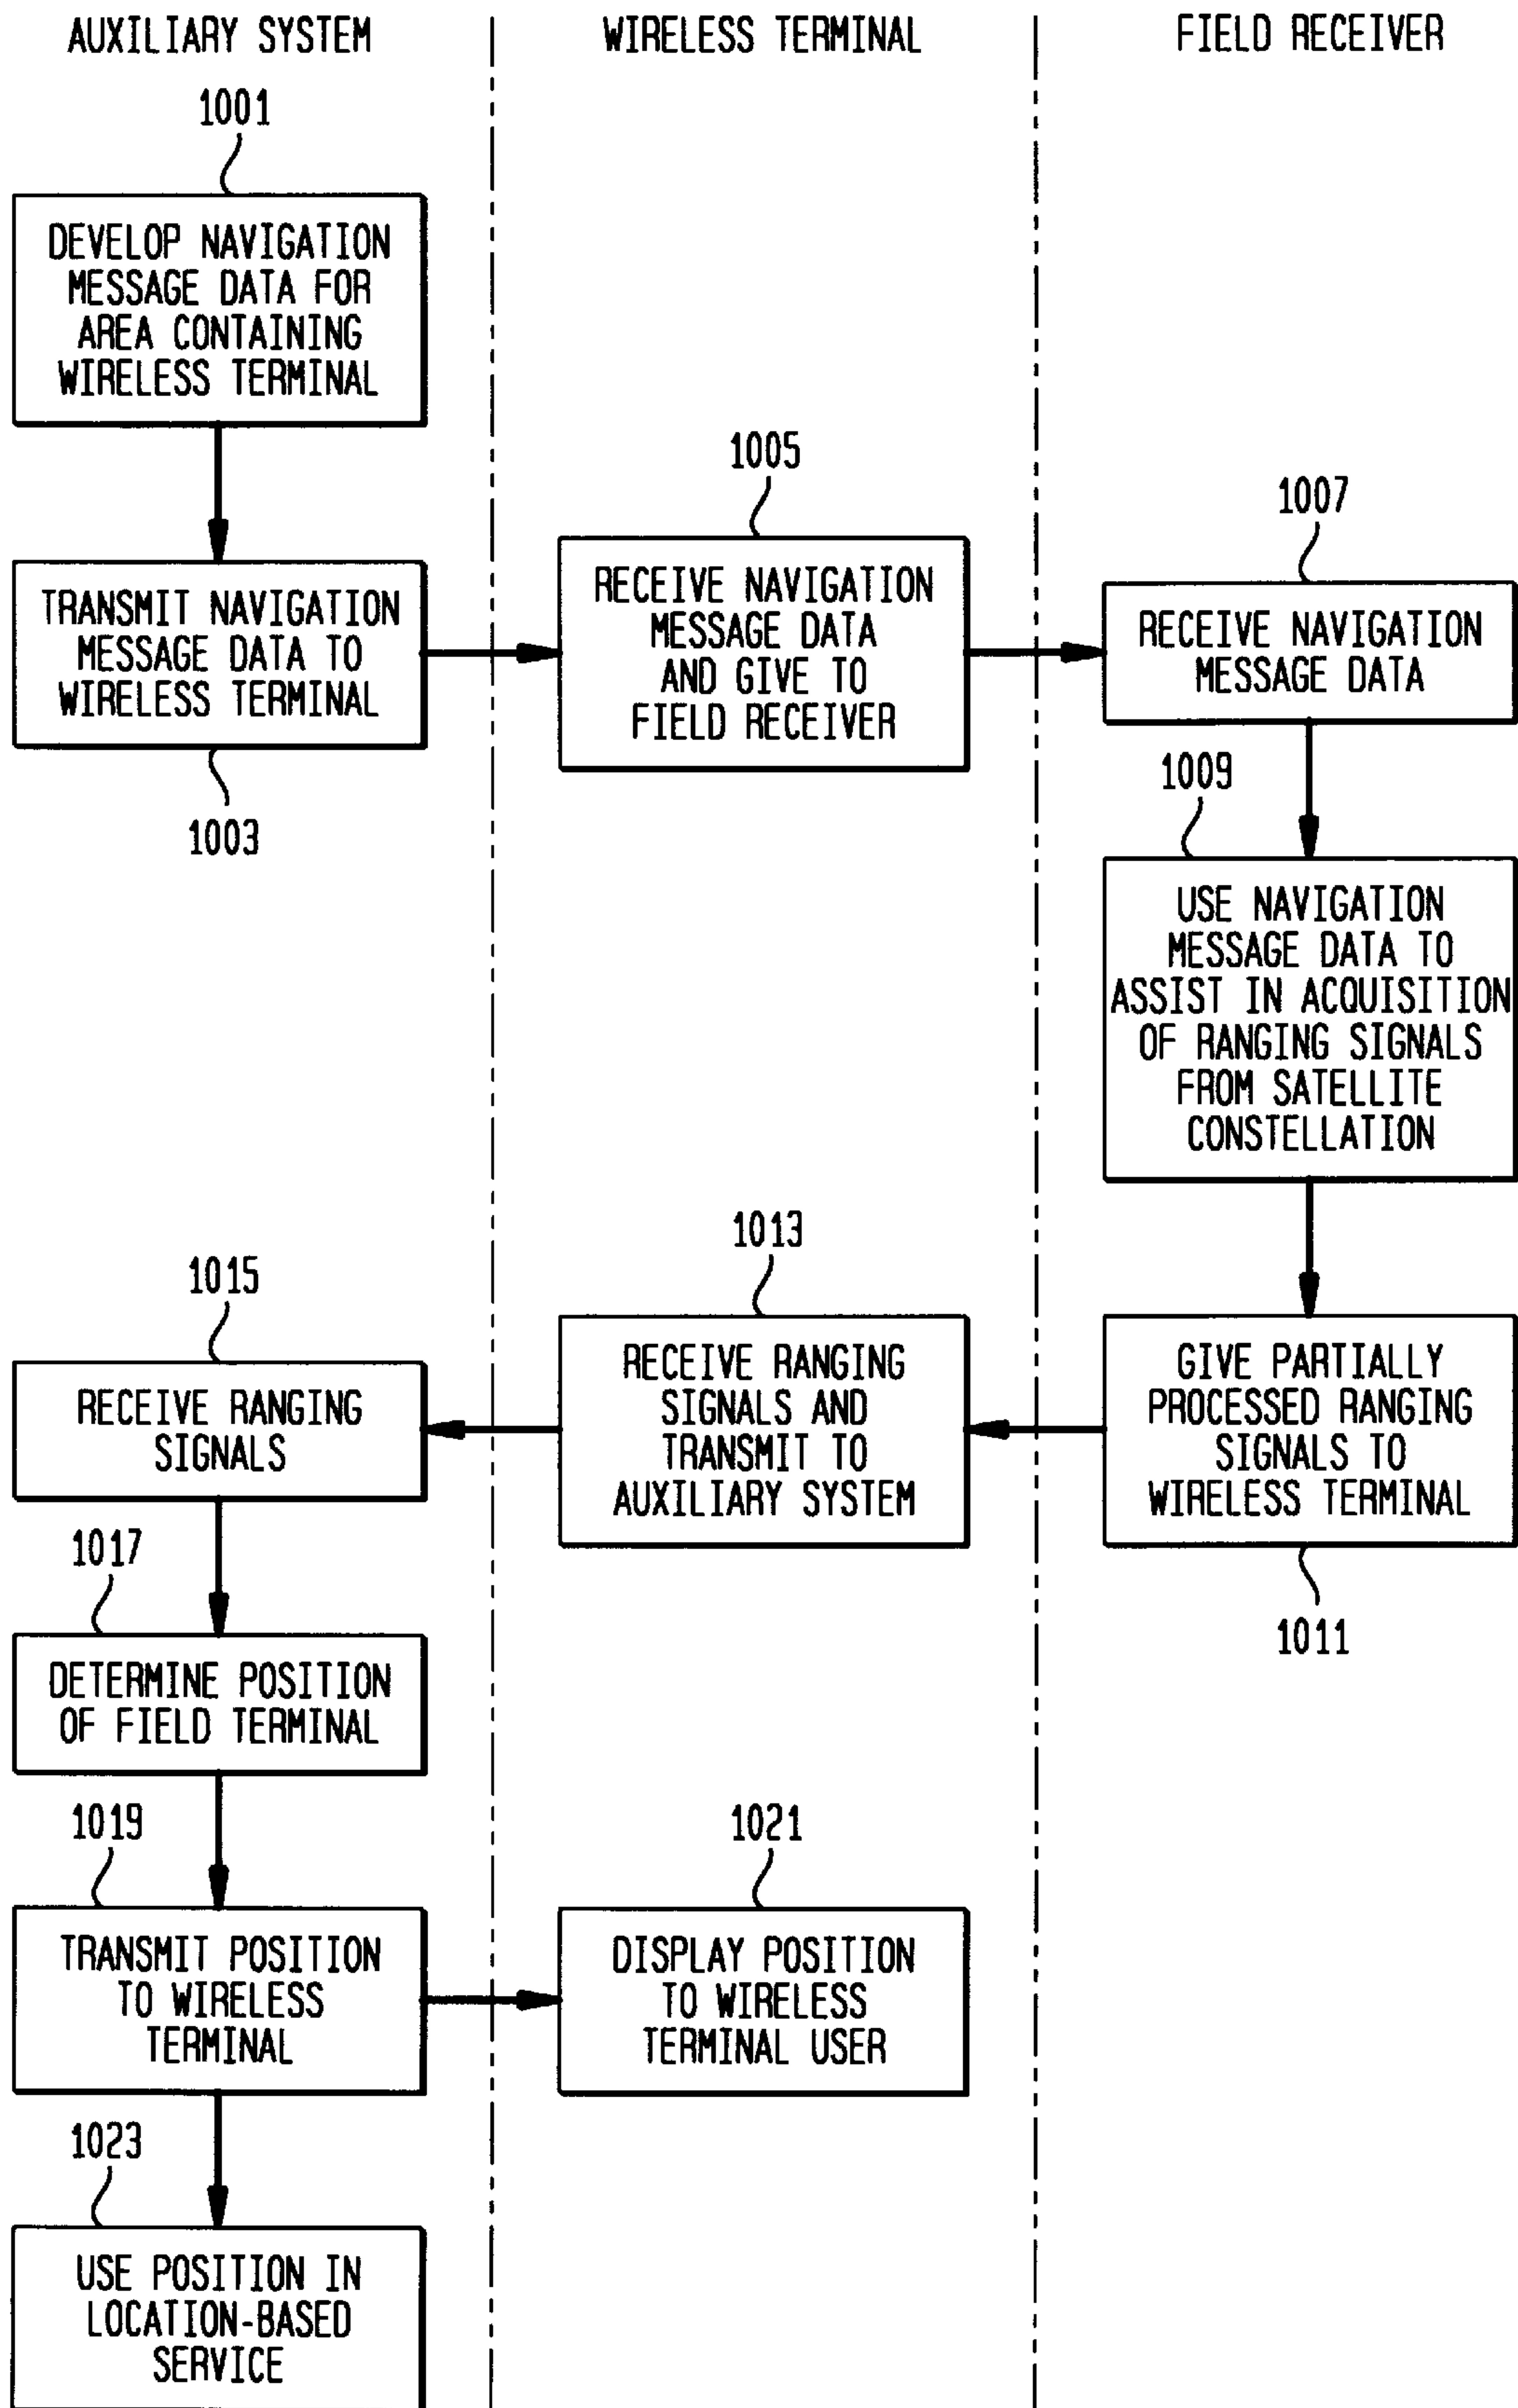 AUXILIARY SYSTEM
WIRELESS TERMINAL
FIELD RECEIVER
1001
DEVELOP NAVIGATION
MESSAGE DATA FOR
AREA CONTAINING
WIRELESS TERMINAL
TRANSMIT NAVIGATION
MESSAGE DATA TO
WIRELESS TERMINAL
1003
1005
RECEIVE NAVIGATION
MESSAGE DATA
AND GIVE TO
FIELD RECEIVER
1007
RECEIVE NAVIGATION
MESSAGE DATA
1009
USE NAVIGATION
MESSAGE DATA TO
ASSIST IN ACQUISITION
OF RANGING SIGNALS
FROM SATELLITE
CONSTELLATION
GIVE PARTIALLY
PROCESSED RANGING
SIGNALS TO
WIRELESS TERMINAL
1011
1013
RECEIVE RANGING
SIGNALS AND
TRANSMIT TO
AUXILIARY SYSTEM
1015
RECEIVE RANGING
SIGNALS
1017
DETERMINE POSITION
OF FIELD TERMINAL
1019
TRANSMIT POSITION
TO WIRELESS
TERMINAL
1021
DISPLAY POSITION
TO WIRELESS
TERMINAL USER
1023
USE POSITION IN
LOCATION-BASED
SERVICE